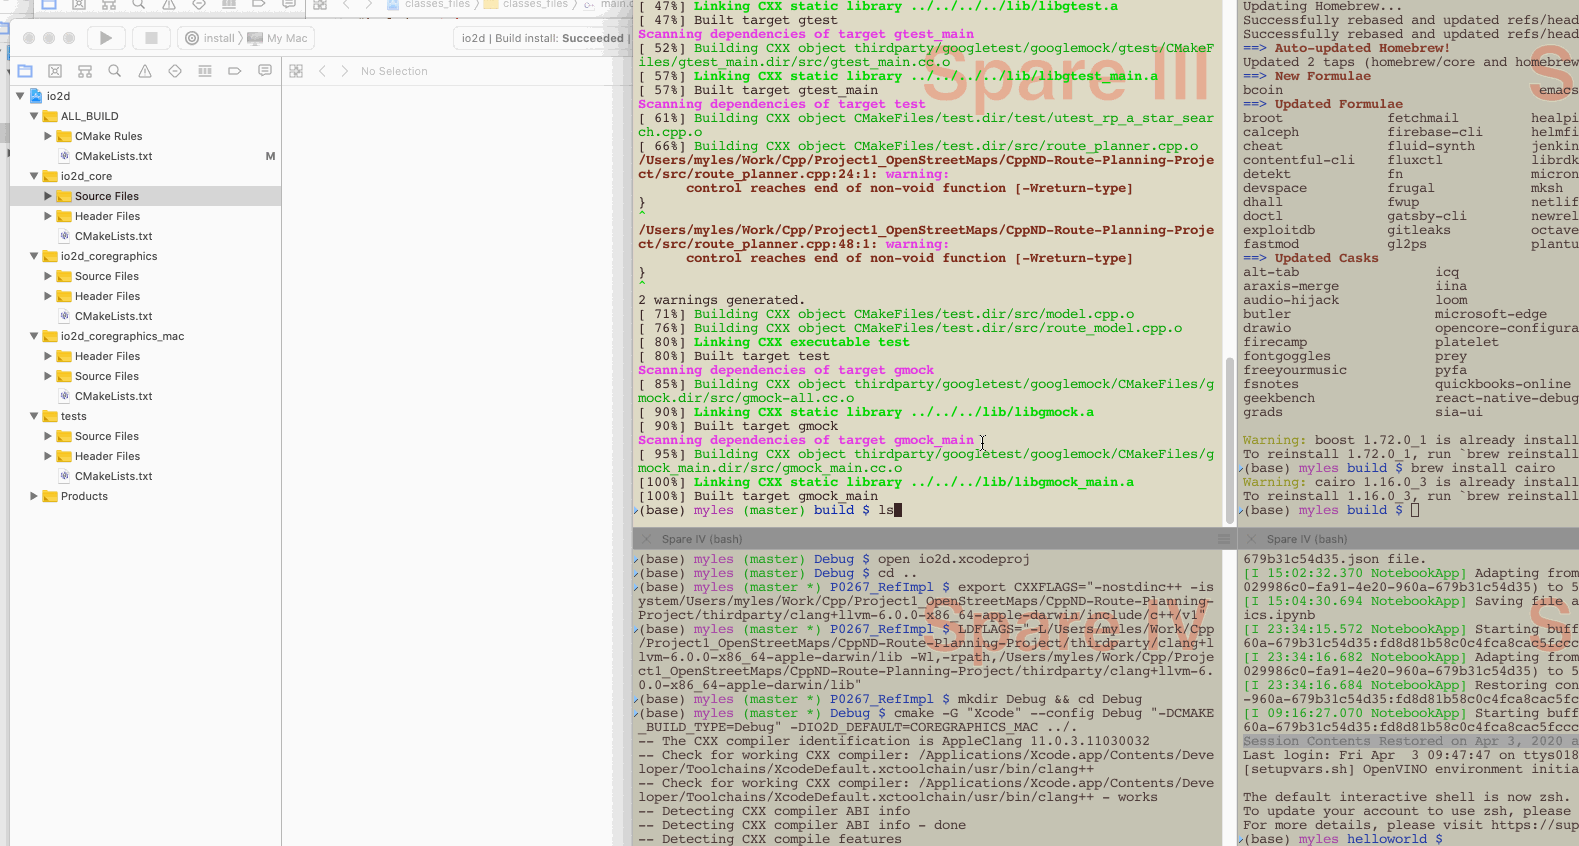 classes_files
classes_files
main.c
install
My Mac
io2d | Build install: Succeeded |
No Selection
io2d
ALL_BUILD
CMake Rules
CMakeLists.txt
M
io2d_core
Source Files
Header Files
CMakeLists.txt
io2d_coregraphics
Source Files
Header Files
CMakeLists.txt
io2d_coregraphics_mac
Header Files
Source Files
CMakeLists.txt
tests
Source Files
Header Files
CMakeLists.txt
Products
Spare III
[ 47%] Linking CXX static library ../../../../lib/libgtest.a
[ 47%] Built target gtest
Scanning dependencies of target gtest_main
[ 52%] Building CXX object thirdparty/googletest/googlemock/gtest/CMakeF
iles/gtest_main.dir/src/gtest_main.cc.o
[ 57%] Linking CXX static library ../../../../lib/libgtest_main.a
[ 57%] Built target gtest_main
Scanning dependencies of target test
[ 61%] Building CXX object CMakeFiles/test.dir/test/utest_rp_a_star_sear
ch.cpp.o
[ 66%] Building CXX object CMakeFiles/test.dir/src/route_planner.cpp.o
/Users/myles/Work/Cpp/Project1_OpenStreetMaps/CppND-Route-Planning-Proje
ct/src/route_planner.cpp:24:1: warning:
control reaches end of non-void function [-Wreturn-type]
}
^
/Users/myles/Work/Cpp/Project1_OpenStreetMaps/CppND-Route-Planning-Proje
ct/src/route_planner.cpp:48:1: warning:
control reaches end of non-void function [-Wreturn-type]
}
^
2 warnings generated.
[ 71%] Building CXX object CMakeFiles/test.dir/src/model.cpp.o
[ 76%] Building CXX object CMakeFiles/test.dir/src/route_model.cpp.o
[ 80%] Linking CXX executable test
[ 80%] Built target test
Scanning dependencies of target gmock
[ 85%] Building CXX object thirdparty/googletest/googlemock/CMakeFiles/g
mock.dir/src/gmock-all.cc.o
[ 90%] Linking CXX static library ../../../lib/libgmock.a
[ 90%] Built target gmock
Scanning dependencies of target gmock_main
[ 95%] Building CXX object thirdparty/googletest/googlemock/CMakeFiles/g
mock_main.dir/src/gmock_main.cc.o
[100%] Linking CXX static library ../../../lib/libgmock_main.a
[100%] Built target gmock_main
(base) myles (master) build $ ls
Spare IV (bash)
Spare IV
(base) myles (master) Debug $ open io2d.xcodeproj
(base) myles (master) Debug $ cd ..
(base) myles (master *) P0267_RefImpl $ export CXXFLAGS="-nostdinc++ -is
ystem/Users/myles/Work/Cpp/Project1_OpenStreetMaps/CppND-Route-Planning-
Project/thirdparty/clang+llvm-6.0.0-x86_64-apple-darwin/include/c++/v1"
(base) myles (master *) P0267_RefImpl $ LDFLAGS="-L/Users/myles/Work/Cpp
/Project1_OpenStreetMaps/CppND-Route-Planning-Project/thirdparty/clang+l
lvm-6.0.0-x86_64-apple-darwin/lib -Wl,-rpath,/Users/myles/Work/Cpp/Proje
ct1_OpenStreetMaps/CppND-Route-Planning-Project/thirdparty/clang+llvm-6.
0.0-x86_64-apple-darwin/lib"
(base) myles (master *) P0267_RefImpl $ mkdir Debug && cd Debug
(base) myles (master *) Debug $ cmake -G "Xcode" --config Debug "-DCMAKE
_BUILD_TYPE=Debug" -DIO2D_DEFAULT=COREGRAPHICS_MAC ../.
-- The CXX compiler identification is AppleClang 11.0.3.11030032
-- Check for working CXX compiler: /Applications/Xcode.app/Contents/Deve
loper/Toolchains/XcodeDefault.xctoolchain/usr/bin/clang++
-- Check for working CXX compiler: /Applications/Xcode.app/Contents/Deve
loper/Toolchains/XcodeDefault.xctoolchain/usr/bin/clang++ - works
-- Detecting CXX compiler ABI info
-- Detecting CXX compiler ABI info - done
-- Detecting CXX compile features
Updating Homebrew...
Successfully rebased and updated refs/head
Successfully rebased and updated refs/head
==> Auto-updated Homebrew!
Updated 2 taps (homebrew/core and homebrew
==> New Formulae
bcoin emacs
==> Updated Formulae
broot fetchmail healpi
calceph firebase-cli helmfi
cheat fluid-synth jenkin
contentful-cli fluxctl librdk
detekt fn micron
devspace frugal mksh
dhall fwup netlif
doctl gatsby-cli newrel
exploitdb gitleaks octave
fastmod gl2ps plantu
==> Updated Casks
alt-tab icq
araxis-merge iina
audio-hijack loom
butler microsoft-edge
drawio opencore-configura
firecamp platelet
fontgoggles prey
freeyourmusic pyfa
fsnotes quickbooks-online
geekbench react-native-debug
grads sia-ui
Warning: boost 1.72.0_1 is already install
To reinstall 1.72.0_1, run `brew reinstall
(base) myles build $ brew install cairo
Warning: cairo 1.16.0_3 is already install
To reinstall 1.16.0_3, run `brew reinstall
(base) myles build $
Spare IV (bash)
679b31c54d35.json file.
[I 15:02:32.370 NotebookApp] Adapting from
029986c0-fa91-4e20-960a-679b31c54d35) to 5
[I 15:04:30.694 NotebookApp] Saving file a
ics.ipynb
[I 23:34:15.572 NotebookApp] Starting buff
60a-679b31c54d35:fd8d81b58c0c4fca8cac5fccc
[I 23:34:16.682 NotebookApp] Adapting from
029986c0-fa91-4e20-960a-679b31c54d35) to 5
[I 23:34:16.684 NotebookApp] Restoring con
-960a-679b31c54d35:fd8d81b58c0c4fca8cac5fc
[I 09:16:27.070 NotebookApp] Starting buff
60a-679b31c54d35:fd8d81b58c0c4fca8cac5fccc
Session Contents Restored on Apr 3, 2020 a
Last login: Fri Apr  3 09:47:47 on ttys018
[setupvars.sh] OpenVINO environment initia
The default interactive shell is now zsh.
To update your account to use zsh, please
For more details, please visit https://sup
(base) myles helloworld $